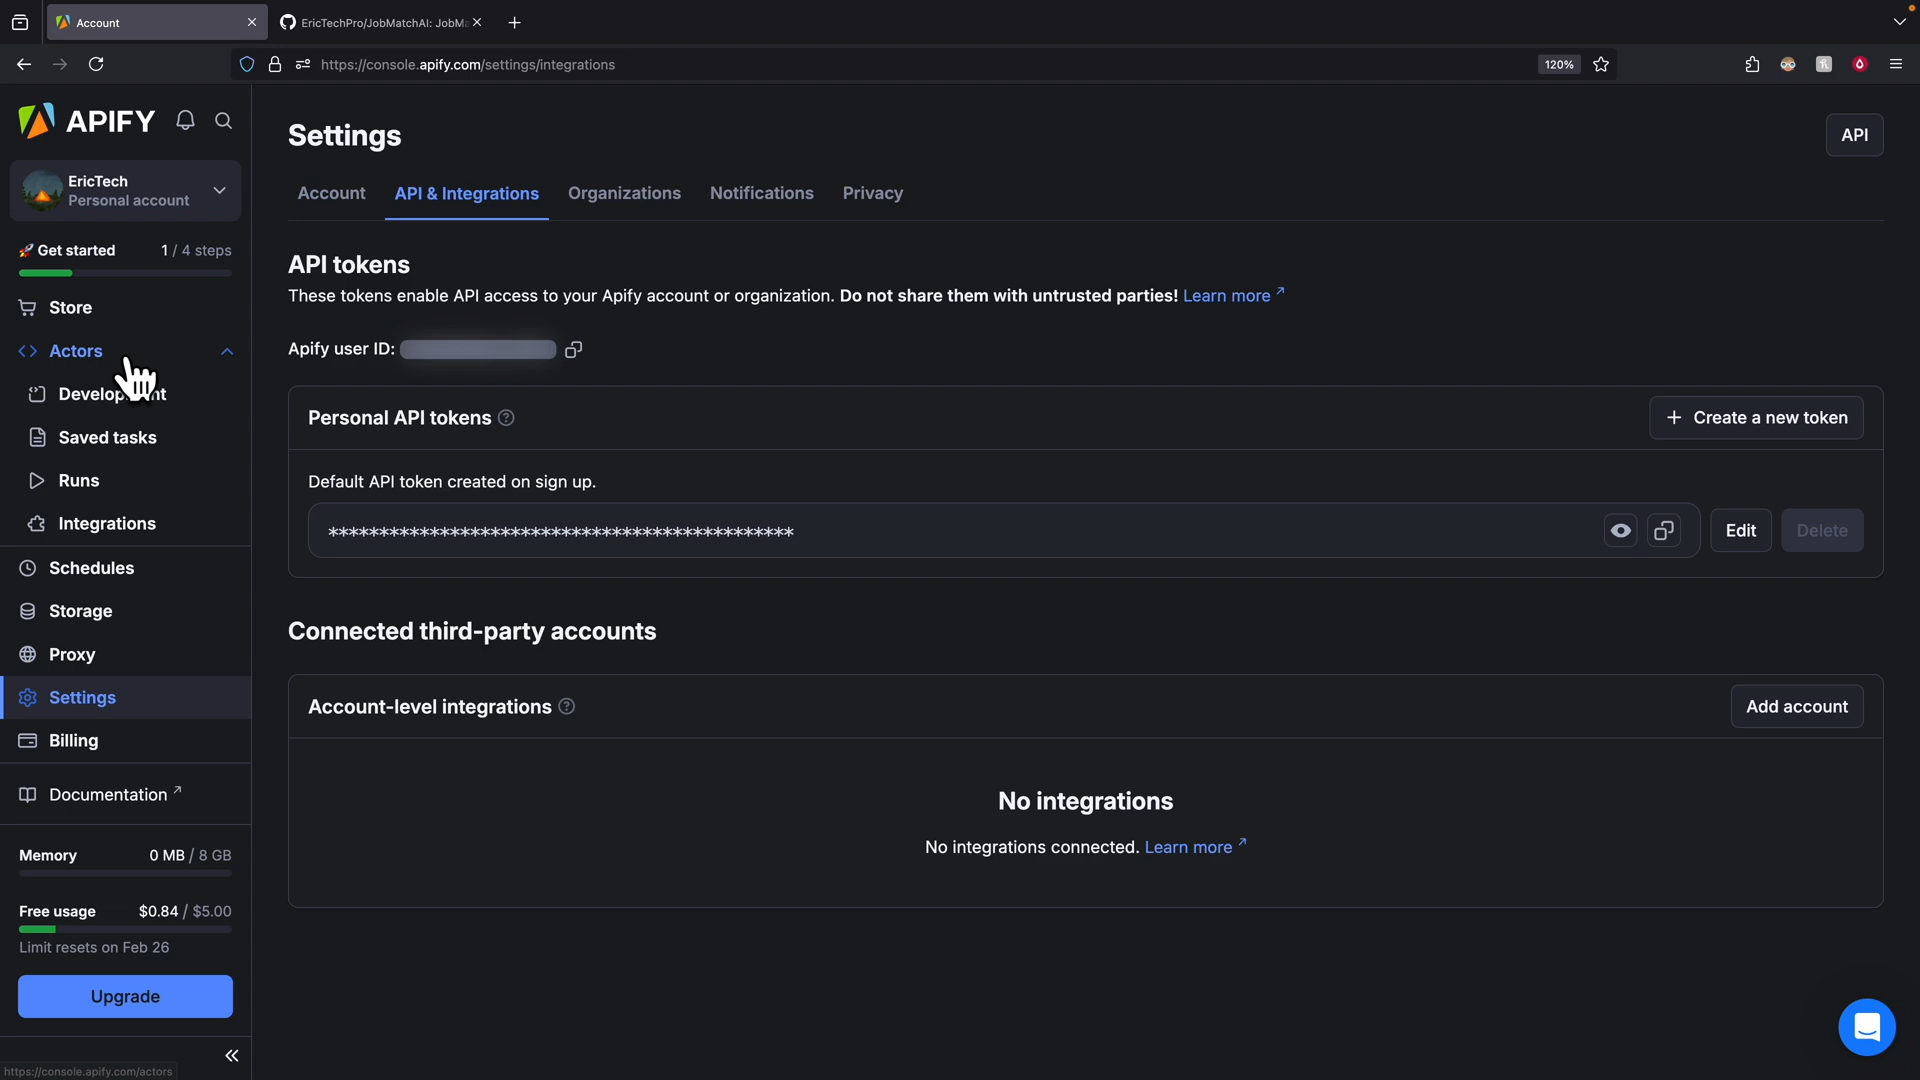 Account
EricTechPro/JobMatchAI: JobMa
https://console.apify.com/settings/integrations
120%
APIFY
EricTech
Personal account
Get started
1 / 4 steps
Store
Actors
Saved tasks
Runs
Integrations
Schedules
Storage
Proxy
Settings
Billing
Documentation
Memory
0 MB / 8 GB
Free usage
$0.84 / $5.00
Limit resets on Feb 26
Upgrade
https://console.apify.com/actors
Settings
API
Account
API & Integrations
Organizations
Notifications
Privacy
API tokens
These tokens enable API access to your Apify account or organization. Do not share them with untrusted parties! Learn more
Apify user ID:
Personal API tokens
Create a new token
Default API token created on sign up.
**********************************************
Edit
Delete
Connected third-party accounts
Account-level integrations
Add account
No integrations
No integrations connected. Learn more